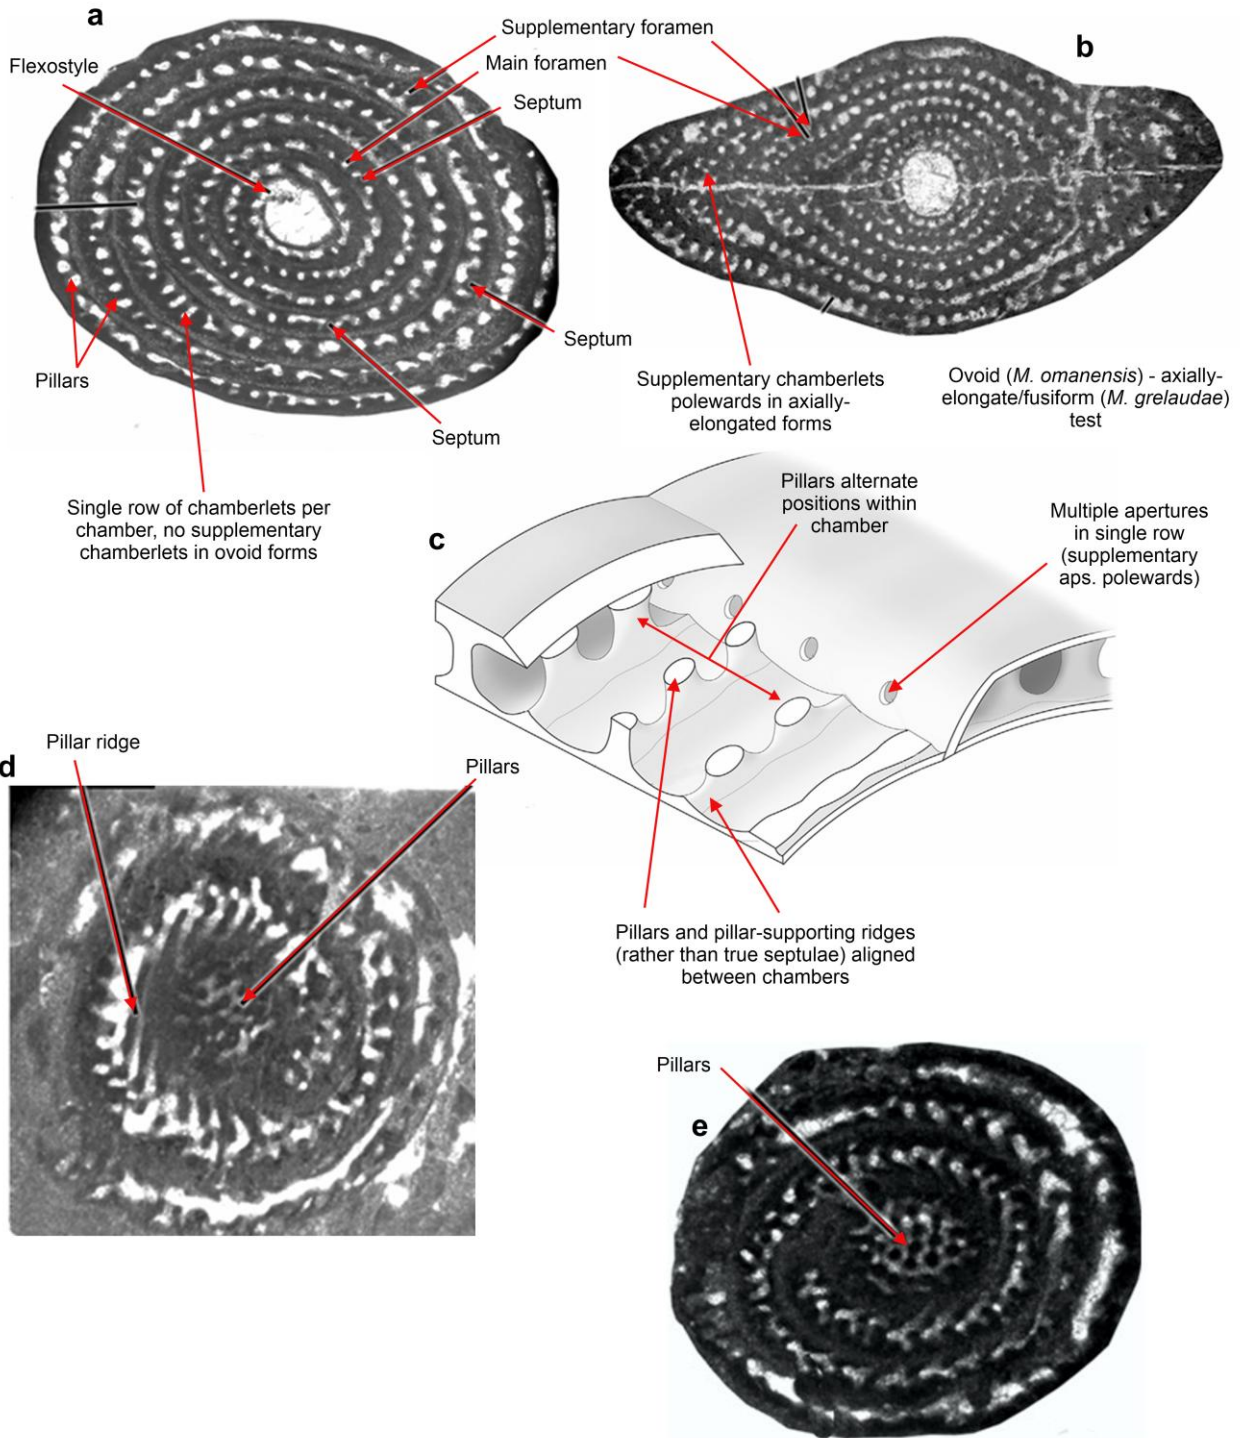 a
Supplementary foramen
b
Flexostyle
Main foramen
Septum
Septum
Pillars
Supplementary chamberlets
polewards in axially-
elongated forms
Ovoid (M. omanensis) - axially-
elongate/fusiform (M. grelaudae)
test
Septum
Single row of chamberlets per
chamber, no supplementary
chamberlets in ovoid forms
c
Pillars alternate
positions within
chamber
Multiple apertures
in single row
(supplementary
aps. polewards)
Pillar ridge
d
Pillars
Pillars and pillar-supporting ridges
(rather than true septulae) aligned
between chambers
Pillars
e